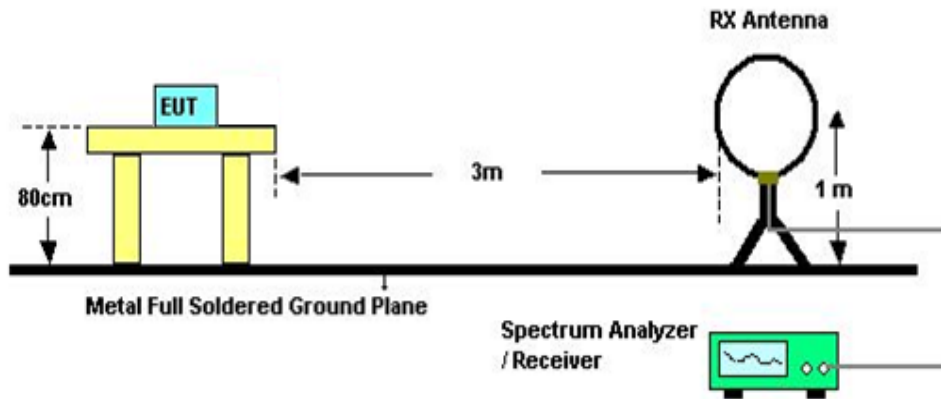 RX Antenna
EUT
80cm
3m
1 m
Metal Full Soldered Ground Plane
Spectrum Analyzer
/ Receiver